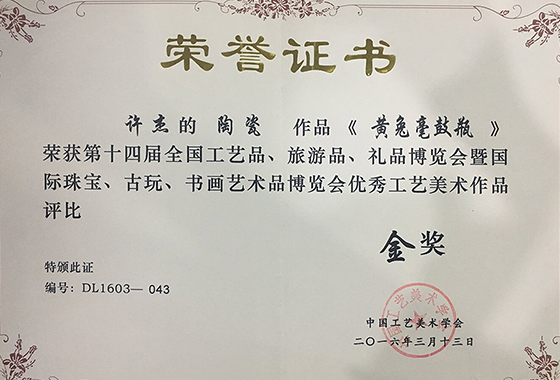 荣誉证书
许杰的 陶瓷 作品《黄兔毫鼓瓶》
荣获第十四届全国工艺品、旅游品、礼品博览会暨国
际珠宝、古玩、书画艺术品博览会优秀工艺美术作品
评比
金奖
特颁此证
编号：DL1603—043
中国工艺美术学会
二〇一六年三月十三日